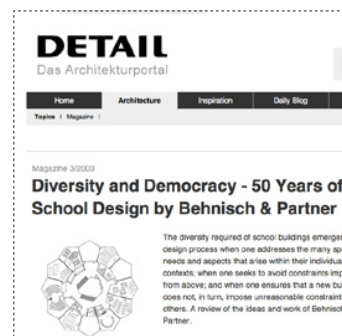 DETAIL
Das Architekturportal
Home Architecture Inspiration Daily Blog
Topics | Magazine |
Magazine 3/2003
Diversity and Democracy - 50 Years of
School Design by Behnisch & Partner
The diversity required of school buildings emerges
design process when one addresses the many sp
needs and aspects that arise within their individua
contexts; when one seeks to avoid constraints imp
from above; and when one ensures that a new bu
does not, in turn, impose unreasonable constraint
others. A review of the ideas and work of Behnisch
Partner.